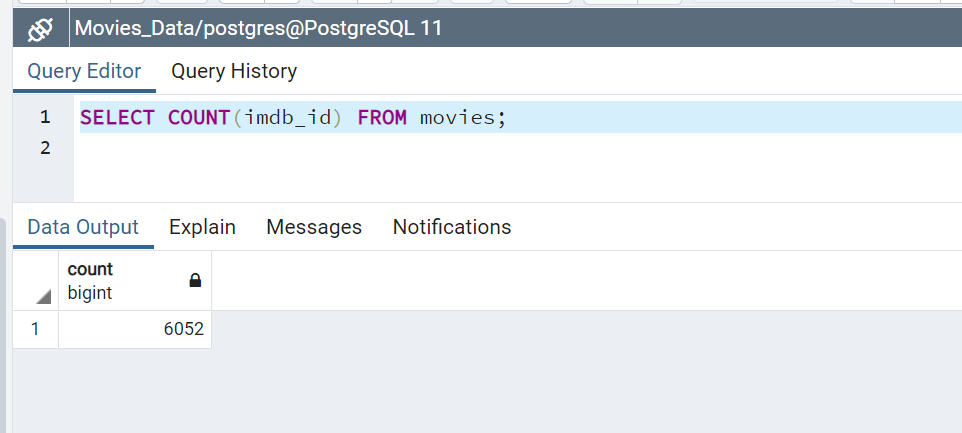 Movies_Data/postgres@PostgreSQL 11
Query Editor Query History
1 SELECT COUNT(imdb_id) FROM movies;
2
Data Output Explain Messages Notifications
count
bigint
1 6052